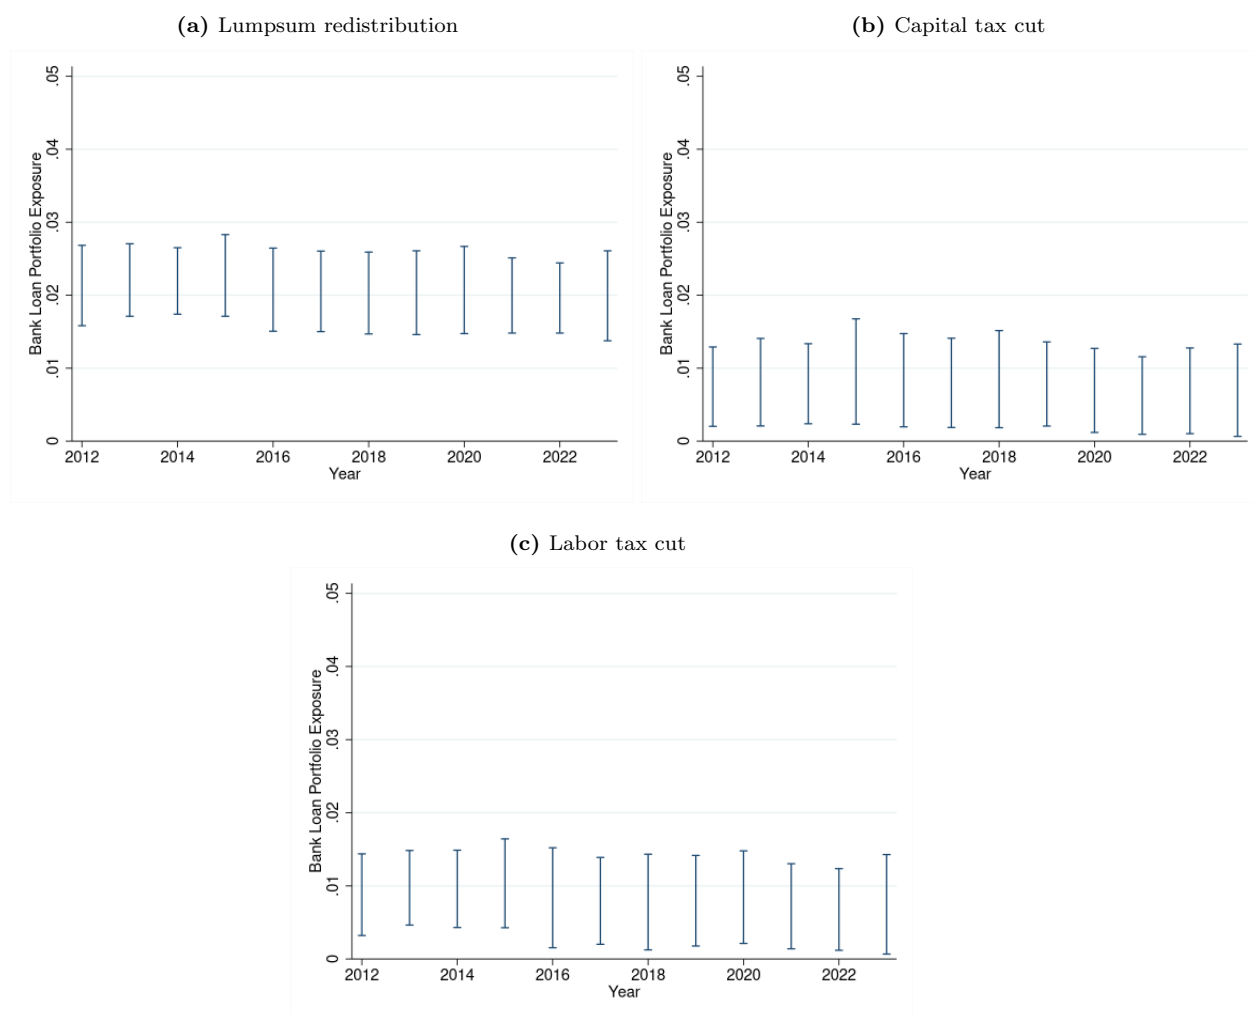 (a) Lumpsum redistribution
Bank Loan Portfolio Exposure
.05
.04
.03
.02
.01
0
2012 2014 2016 2018 2020 2022
Year
(b) Capital tax cut
Bank Loan Portfolio Exposure
.05
.04
.03
.02
.01
0
2012 2014 2016 2018 2020 2022
Year
(c) Labor tax cut
Bank Loan Portfolio Exposure
.05
.04
.03
.02
.01
0
2012 2014 2016 2018 2020 2022
Year